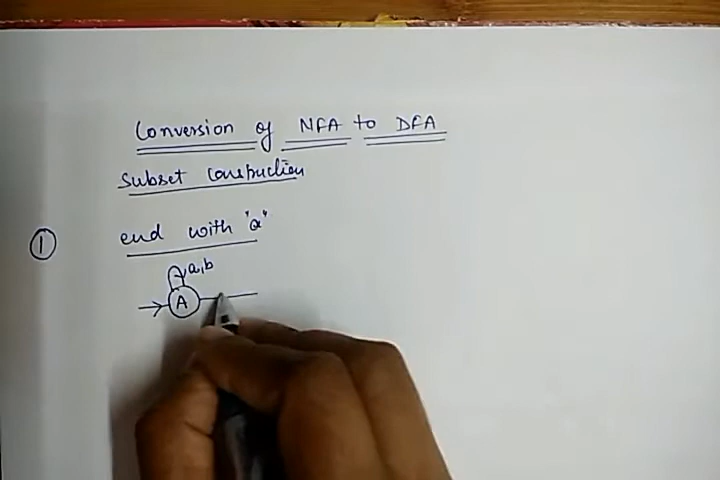 Conversion of NFA to DFA
Subset construction
① end with "a"
a,b
A